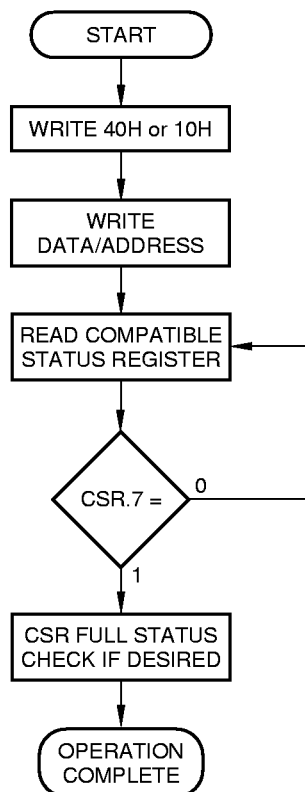 START
WRITE 40H or 10H
WRITE
DATA/ADDRESS
READ COMPATIBLE
STATUS REGISTER
CSR.7 =
0
1
CSR FULL STATUS
CHECK IF DESIRED
OPERATION
COMPLETE